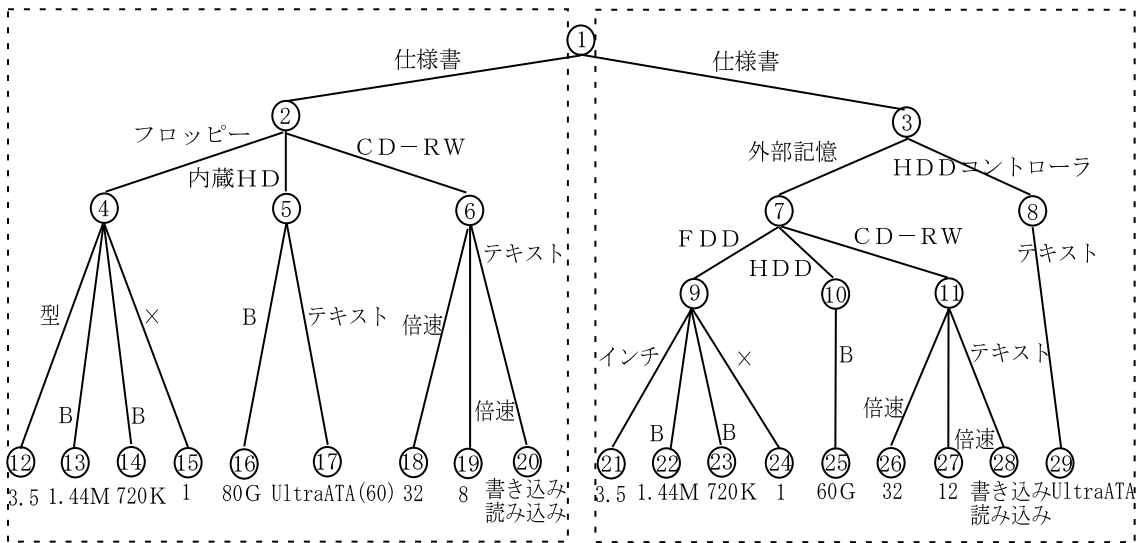 ①
仕様書 仕様書
② ③
フロッピー 内蔵HD CD－RW
外部記憶 HDDコントローラ
④ ⑤ ⑥ ⑦ ⑧
FDD HDD CD－RW テキスト
テキスト
⑨ ⑩ ⑪
型 × B テキスト 倍速
インチ × B テキスト
B B 倍速
B B 倍速 倍速
⑫ ⑬ ⑭ ⑮ ⑯ ⑰ ⑱ ⑲ ⑳ ㉑ ㉒ ㉓ ㉔ ㉕ ㉖ ㉗ ㉘ ㉙
3.5 1.44M 720K 1 80G UltraATA(60) 32 8 書き込み
読み込み
3.5 1.44M 720K 1 60G 32 12 書き込み UltraATA
読み込み